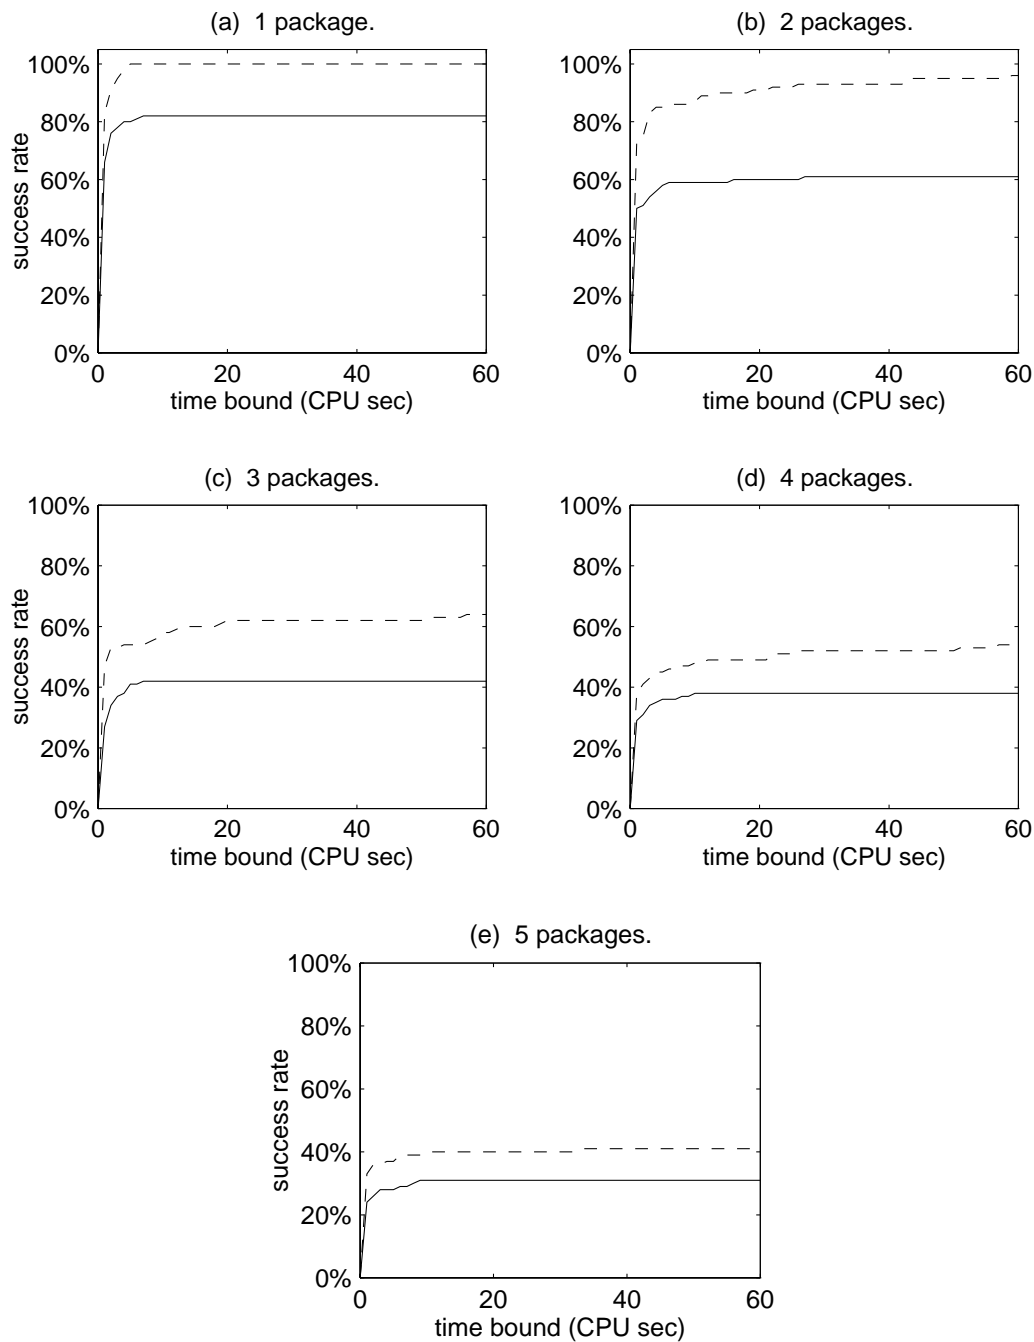 (a) 1 package.
100%
80%
60%
40%
20%
0%
success rate
0 20 40 60
time bound (CPU sec)
(b) 2 packages.
100%
80%
60%
40%
20%
0%
0 20 40 60
time bound (CPU sec)
(c) 3 packages.
100%
80%
60%
40%
20%
0%
success rate
0 20 40 60
time bound (CPU sec)
(d) 4 packages.
100%
80%
60%
40%
20%
0%
0 20 40 60
time bound (CPU sec)
(e) 5 packages.
100%
80%
60%
40%
20%
0%
success rate
0 20 40 60
time bound (CPU sec)